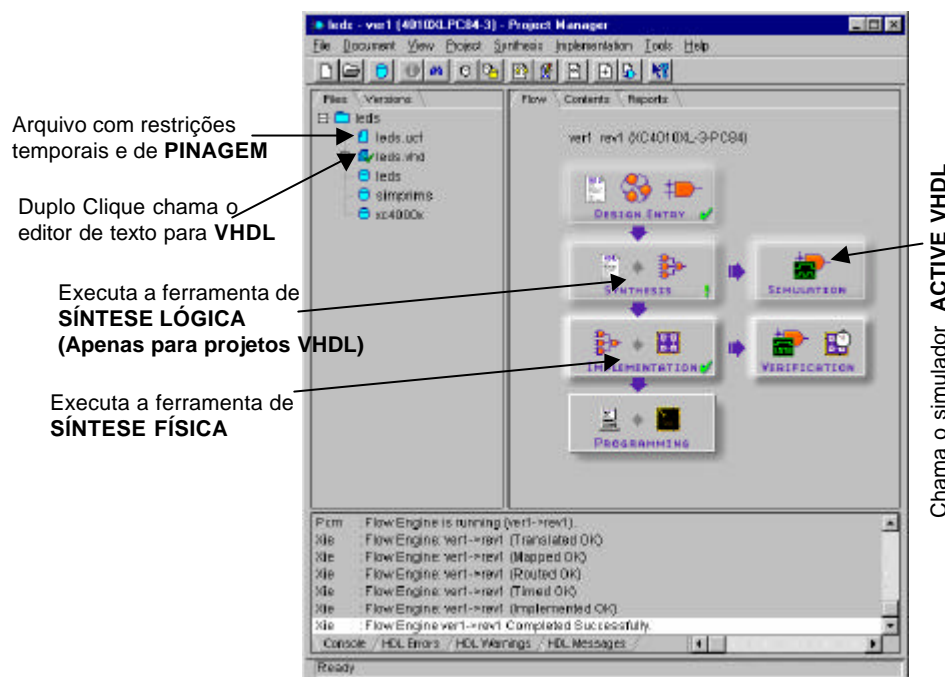 leds - ver1 (4010XLPC84-3) - Project Manager
File Document View Project Synthesis Implementation Tools Help
Files Versions
leds
leds.ucf
leds.vhd
leds
simprims
xc4000x
Flow Contents Reports
ver1 rev1 (XC4010XL-3-PC84)
DESIGN ENTRY
SYNTHESIS
SIMULATION
IMPLEMENTATION
VERIFICATION
PROGRAMMING
Arquivo com restrições
temporais e de PINAGEM
Duplo Clique chama o
editor de texto para VHDL
Executa a ferramenta de
SÍNTESE LÓGICA
(Apenas para projetos VHDL)
Executa a ferramenta de
SÍNTESE FÍSICA
Chama o simulador ACTIVE VHDL
Pcm : Flow Engine is running (ver1->rev1).
Xie : Flow Engine: ver1->rev1 (Translated OK)
Xie : Flow Engine: ver1->rev1 (Mapped OK)
Xie : Flow Engine: ver1->rev1 (Routed OK)
Xie : Flow Engine: ver1->rev1 (Timed OK)
Xie : Flow Engine: ver1->rev1 (Implemented OK)
Xie : Flow Engine ver1->rev1 Completed Successfully.
Console HDL Errors HDL Warnings HDL Messages
Ready